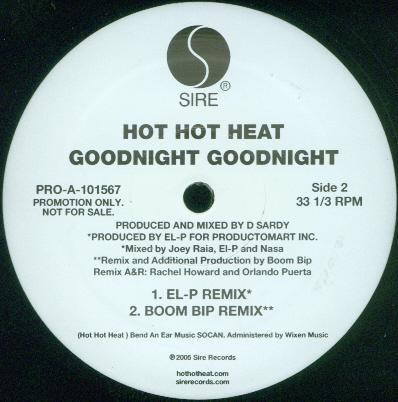 SIRE ®
HOT HOT HEAT
GOODNIGHT GOODNIGHT
PRO-A-101567
PROMOTION ONLY.
NOT FOR SALE.
Side 2
33 1/3 RPM
PRODUCED AND MIXED BY D SARDY
*PRODUCED BY EL-P FOR PRODUCTOMART INC.
*Mixed by Joey Raia, El-P and Nasa
**Remix and Additional Production by Boom Bip
Remix A&R: Rachel Howard and Orlando Puerta
1. EL-P REMIX*
2. BOOM BIP REMIX**
(Hot Hot Heat ) Bend An Ear Music SOCAN. Administered by Wixen Music
℗2005 Sire Records
hothotheat.com
sirerecords.com